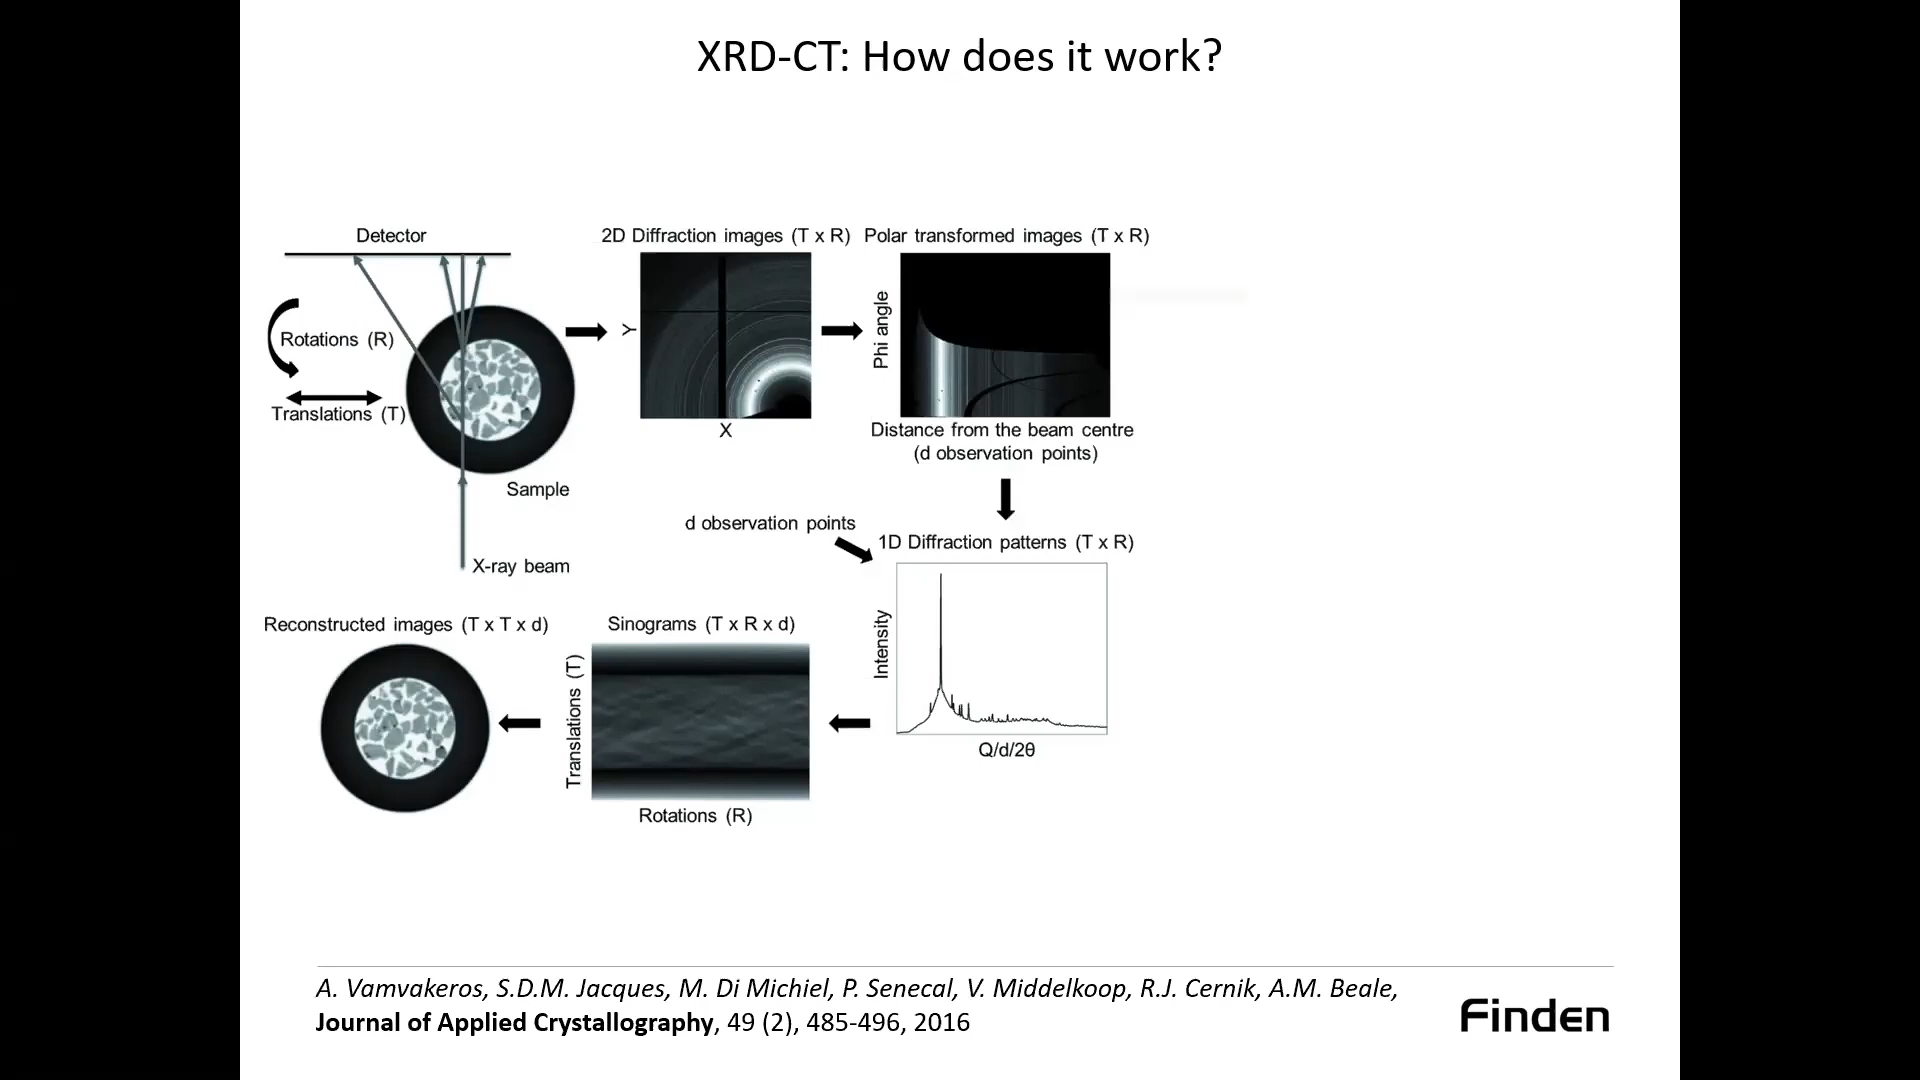 XRD-CT: How does it work?
Detector
Rotations (R)
Translations (T)
Sample
X-ray beam
2D Diffraction images (T x R)
Y
X
Polar transformed images (T x R)
Phi angle
Distance from the beam centre
(d observation points)
d observation points
1D Diffraction patterns (T x R)
Intensity
Q/d/2θ
Sinograms (T x R x d)
Translations (T)
Rotations (R)
Reconstructed images (T x T x d)
A. Vamvakeros, S.D.M. Jacques, M. Di Michiel, P. Senecal, V. Middelkoop, R.J. Cernik, A.M. Beale,
Journal of Applied Crystallography, 49 (2), 485-496, 2016
Finden